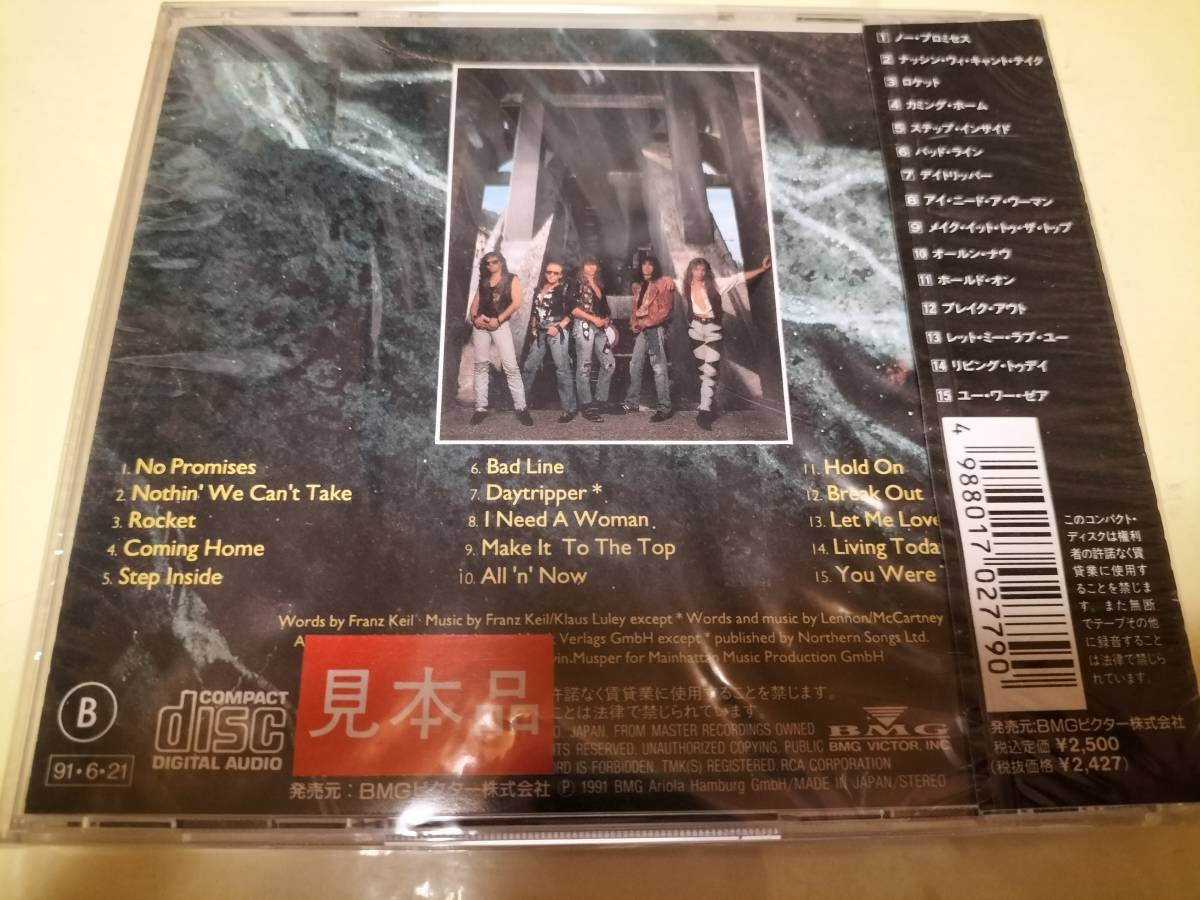 1 ノー・プロミセス
2 ナッシン・ウィ・キャント・テイク
3 ロケット
4 カミング・ホーム
5 ステップ・インサイド
6 バッド・ライン
7 デイトリッパー
8 アイ・ニード・ア・ウーマン
9 メイク・イット・トゥ・ザ・トップ
10 オールン・ナウ
11 ホールド・オン
12 ブレイク・アウト
13 レット・ミー・ラブ・ユー
14 リビング・トゥデイ
15 ユー・ワー・ゼア
1. No Promises
2. Nothin' We Can't Take
3. Rocket
4. Coming Home
5. Step Inside
6. Bad Line
7. Daytripper *
8. I Need A Woman
9. Make It To The Top
10. All 'n' Now
11. Hold On
12. Break Out
13. Let Me Love
14. Living Toda
15. You Were
Words by Franz Keil · Music by Franz Keil/Klaus Luley except * Words and music by Lennon/McCartney
Verlags GmbH except * published by Northern Songs Ltd.
Musper for Mainhattan Music Production GmbH
見本品
許諾なく賃貸業に使用することを禁じます。
ことは法律で禁じられています。
JAPAN, FROM MASTER RECORDINGS OWNED
RESERVED. UNAUTHORIZED COPYING, PUBLIC
IS FORBIDDEN. TMK(S) REGISTERED. RCA CORPORATION
発売元：BMGビクター株式会社 Ⓟ 1991 BMG Ariola Hamburg GmbH/MADE IN JAPAN/STEREO
BMG
BMG VICTOR, INC.
B
91・6・21
COMPACT
disc
DIGITAL AUDIO
4 988017 027790
このコンパクト・
ディスクは権利
者の許諾なく賃
貸業に使用す
ることを禁じま
す。また無断
でテープその他
に録音すること
は法律で禁じら
れています。
発売元:BMGビクター株式会社
税込定価 ¥2,500
(税抜価格 ¥2,427)